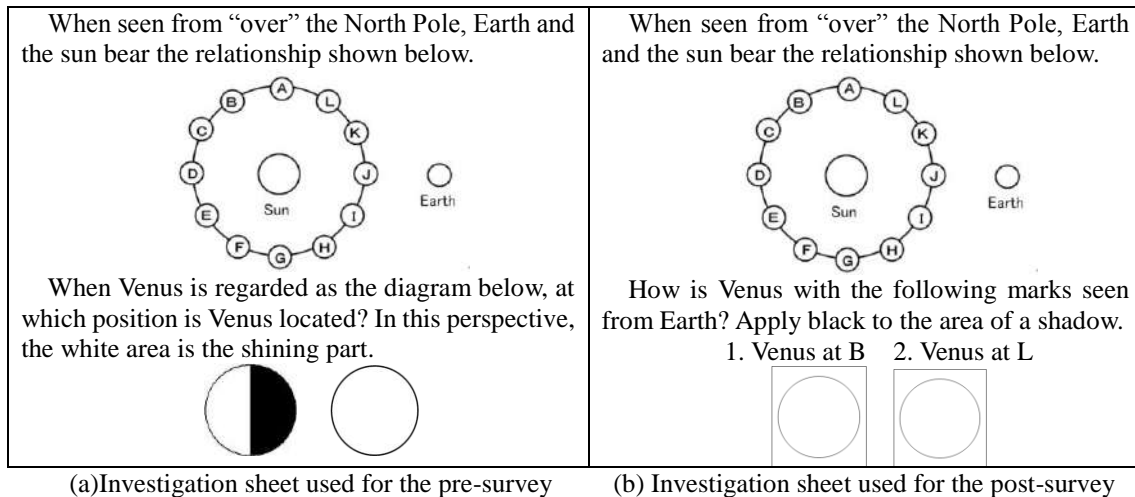 When seen from “over” the North Pole, Earth and
the sun bear the relationship shown below.
A
B
L
C
K
D
J
E
I
F
H
G
Sun
Earth
When Venus is regarded as the diagram below, at
which position is Venus located? In this perspective,
the white area is the shining part.
When seen from “over” the North Pole, Earth
and the sun bear the relationship shown below.
A
B
L
C
K
D
J
E
I
F
H
G
Sun
Earth
How is Venus with the following marks seen
from Earth? Apply black to the area of a shadow.
1. Venus at B 2. Venus at L
(a)Investigation sheet used for the pre-survey
(b) Investigation sheet used for the post-survey